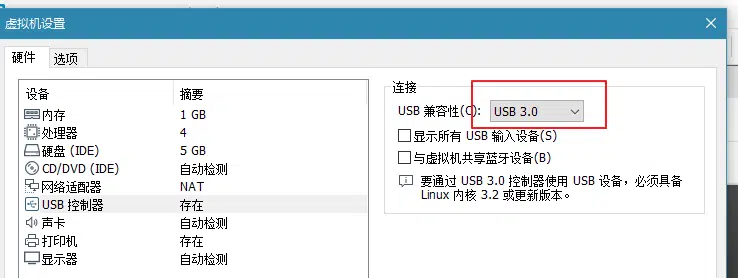 虚拟机设置
硬件 选项
设备 摘要
内存 1 GB
处理器 4
硬盘 (IDE) 5 GB
CD/DVD (IDE) 自动检测
网络适配器 NAT
USB 控制器 存在
声卡 自动检测
打印机 存在
显示器 自动检测
连接
USB 兼容性(C): USB 3.0
显示所有 USB 输入设备(S)
与虚拟机共享蓝牙设备(B)
要通过 USB 3.0 控制器使用 USB 设备，必须具备
Linux 内核 3.2 或更新版本。